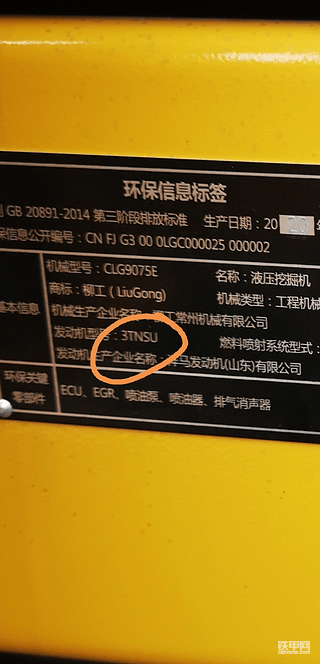 环保信息标签
GB 20891-2014 第三阶段排放标准 生产日期：20 20 年
保信息公开编号：CN FJ G3 00 0LGC000025 000002
机械型号：CLG9075E 名称：液压挖掘机
商标：柳工 ( LiuGong) 机械类型：工程机械
基本信息
机械生产企业名称：柳工常州机械有限公司
发动机型号：3TNSU 燃料喷射系统型式：
发动机生产企业名称：洋马发动机(山东)有限公司
环保关键
零部件
ECU、EGR、喷油泵、喷油器、排气消声器
铁甲网